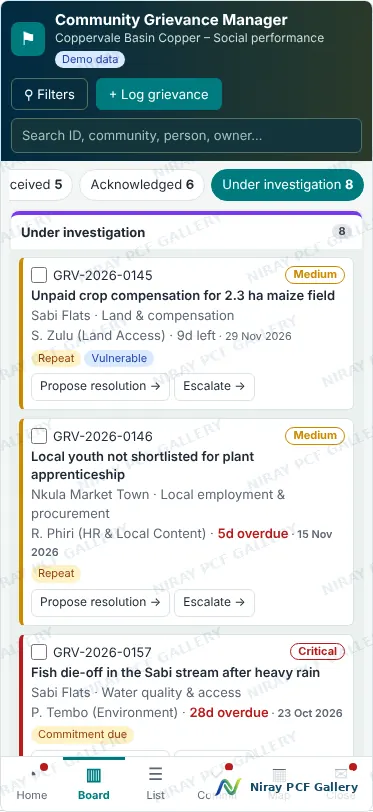 Community Grievance Manager
Coppervale Basin Copper – Social performance
Demo data
Filters
+ Log grievance
Search ID, community, person, owner...
ceived 5
Acknowledged 6
Under investigation 8
Under investigation
8
GRV-2026-0145
Medium
Unpaid crop compensation for 2.3 ha maize field
Sabi Flats · Land & compensation
S. Zulu (Land Access) · 9d left · 29 Nov 2026
Repeat
Vulnerable
Propose resolution →
Escalate →
GRV-2026-0146
Medium
Local youth not shortlisted for plant
apprenticeship
Nkula Market Town · Local employment &
procurement
R. Phiri (HR & Local Content) · 5d overdue · 15 Nov
2026
Repeat
Propose resolution →
Escalate →
GRV-2026-0157
Critical
Fish die-off in the Sabi stream after heavy rain
Sabi Flats · Water quality & access
P. Tembo (Environment) · 28d overdue · 23 Oct 2026
Commitment due
Home
Board
List
Map
Close
Niray PCF Gallery
NIRAY PCF GALLERY